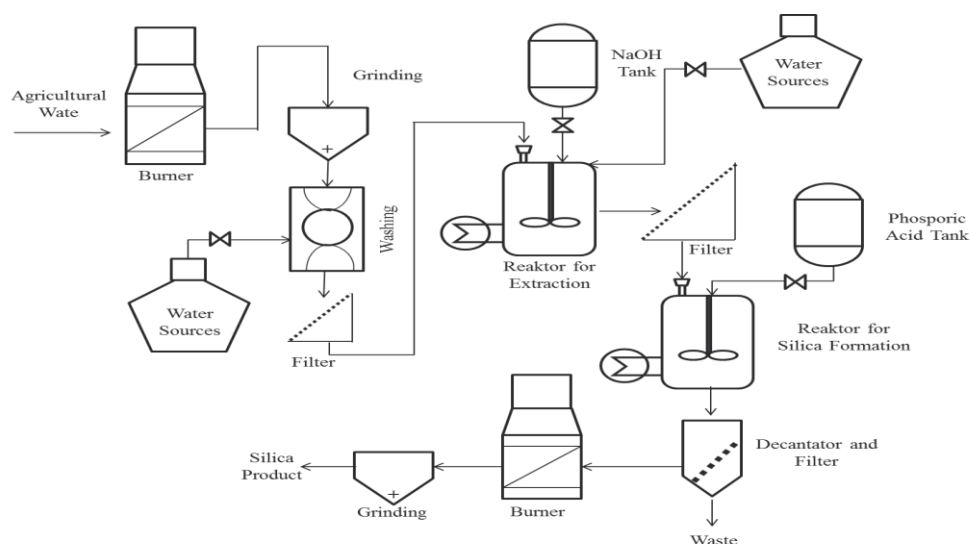 NaOH
Tank
Water
Sources
Grinding
Agricultural
Wate
Burner
Washing
Phosporic
Acid Tank
Filter
Reaktor for
Extraction
Water
Sources
Filter
Reaktor for
Silica Formation
Decantator and
Filter
Silica
Product
Grinding
Burner
Waste